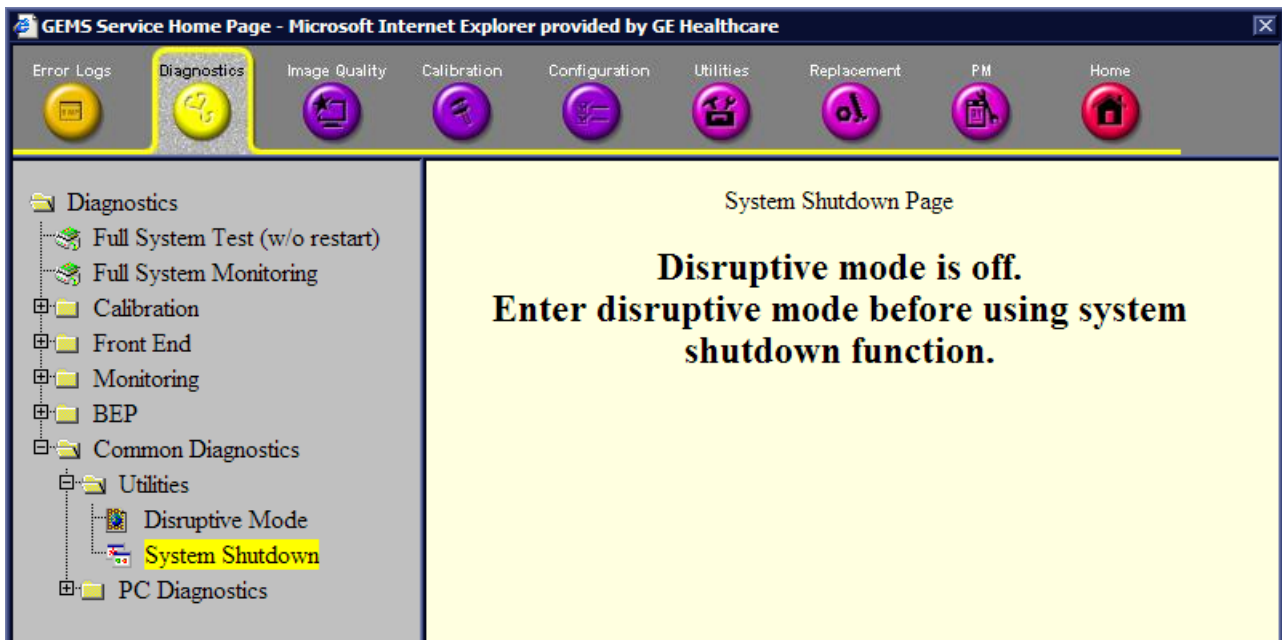 GEMS Service Home Page - Microsoft Internet Explorer provided by GE Healthcare
Error Logs
Diagnostics
Image Quality
Calibration
Configuration
Utilities
Replacement
PM
Home
Diagnostics
Full System Test (w/o restart)
Full System Monitoring
Calibration
Front End
Monitoring
BEP
Common Diagnostics
Utilities
Disruptive Mode
System Shutdown
PC Diagnostics
System Shutdown Page
Disruptive mode is off.
Enter disruptive mode before using system
shutdown function.